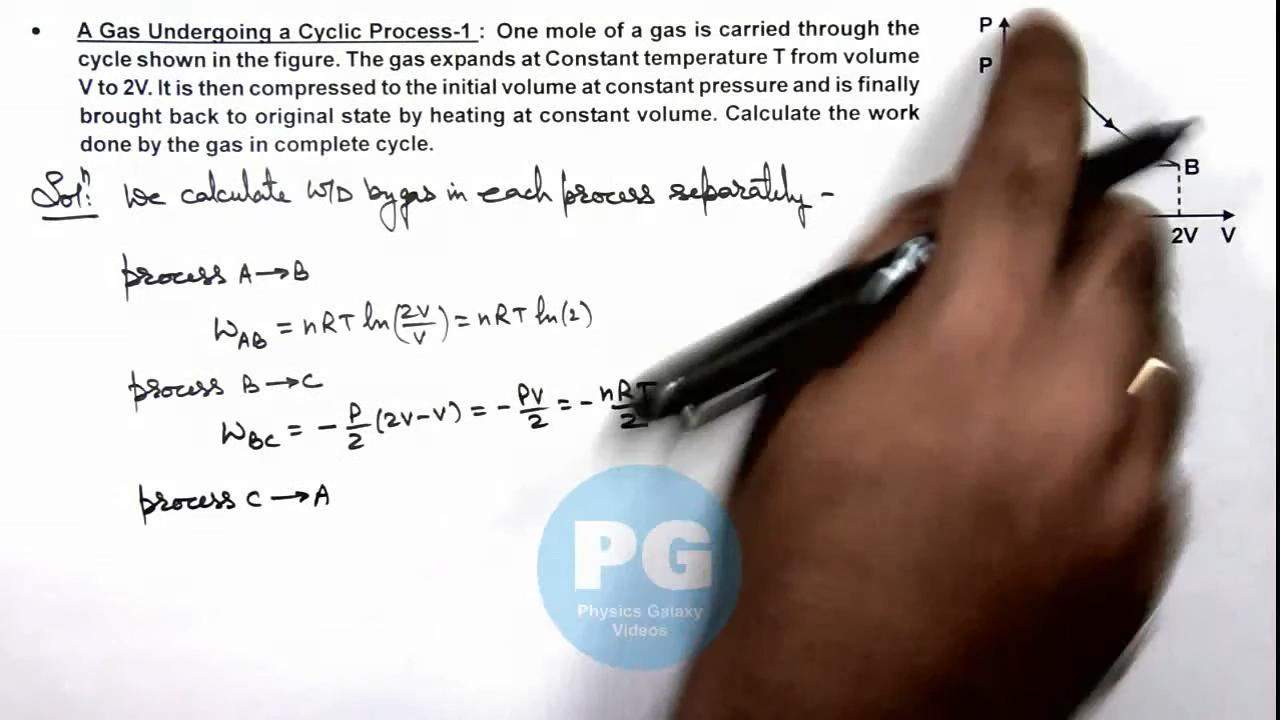 • A Gas Undergoing a Cyclic Process-1 : One mole of a gas is carried through the
cycle shown in the figure. The gas expands at Constant temperature T from volume
V to 2V. It is then compressed to the initial volume at constant pressure and is finally
brought back to original state by heating at constant volume. Calculate the work
done by the gas in complete cycle.
P
P
B
2V V
Solⁿ: We calculate W/D by gas in each process separately –
process A→B
W_AB = nRT ln(2V/V) = nRT ln(2)
process B→C
W_BC = -P/2 (2V-V) = -PV/2 = -nRT/2
process C→A
PG
Physics Galaxy
Videos